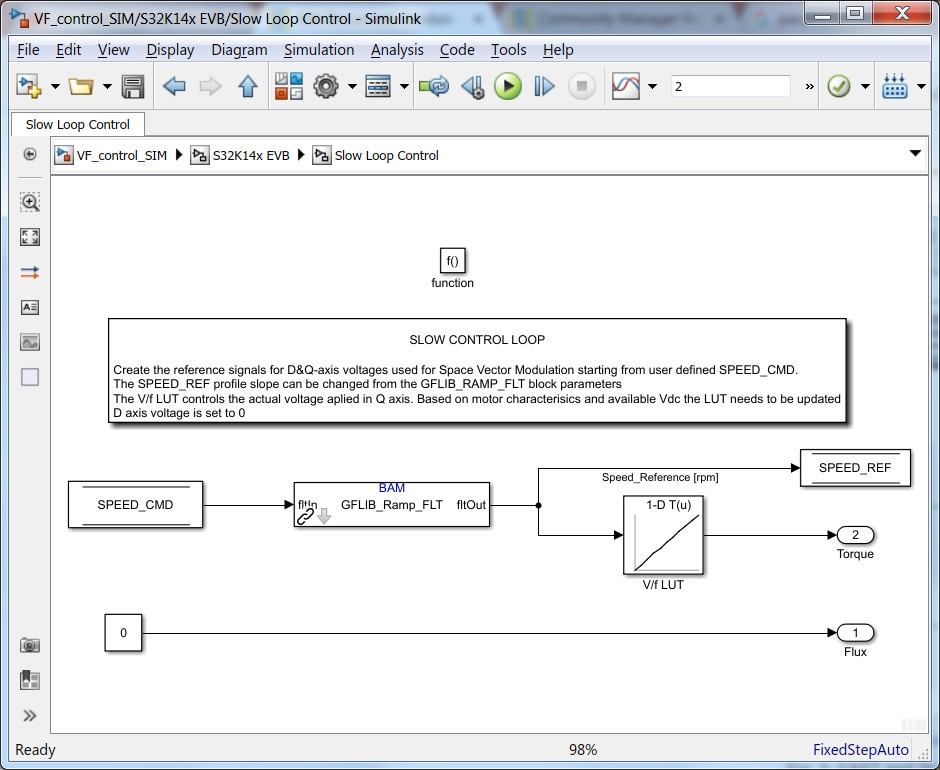 VF_control_SIM/S32K14x EVB/Slow Loop Control - Simulink
File Edit View Display Diagram Simulation Analysis Code Tools Help
2 »
Slow Loop Control
VF_control_SIM S32K14x EVB Slow Loop Control
f()
function
SLOW CONTROL LOOP
Create the reference signals for D&Q-axis voltages used for Space Vector Modulation starting from user defined SPEED_CMD.
The SPEED_REF profile slope can be changed from the GFLIB_RAMP_FLT block parameters
The V/f LUT controls the actual voltage aplied in Q axis. Based on motor characterisics and available Vdc the LUT needs to be updated
D axis voltage is set to 0
SPEED_REF
Speed_Reference [rpm]
BAM
SPEED_CMD
fltIn GFLIB_Ramp_FLT fltOut
1-D T(u)
2
Torque
V/f LUT
0
1
Flux
Ready 98% FixedStepAuto